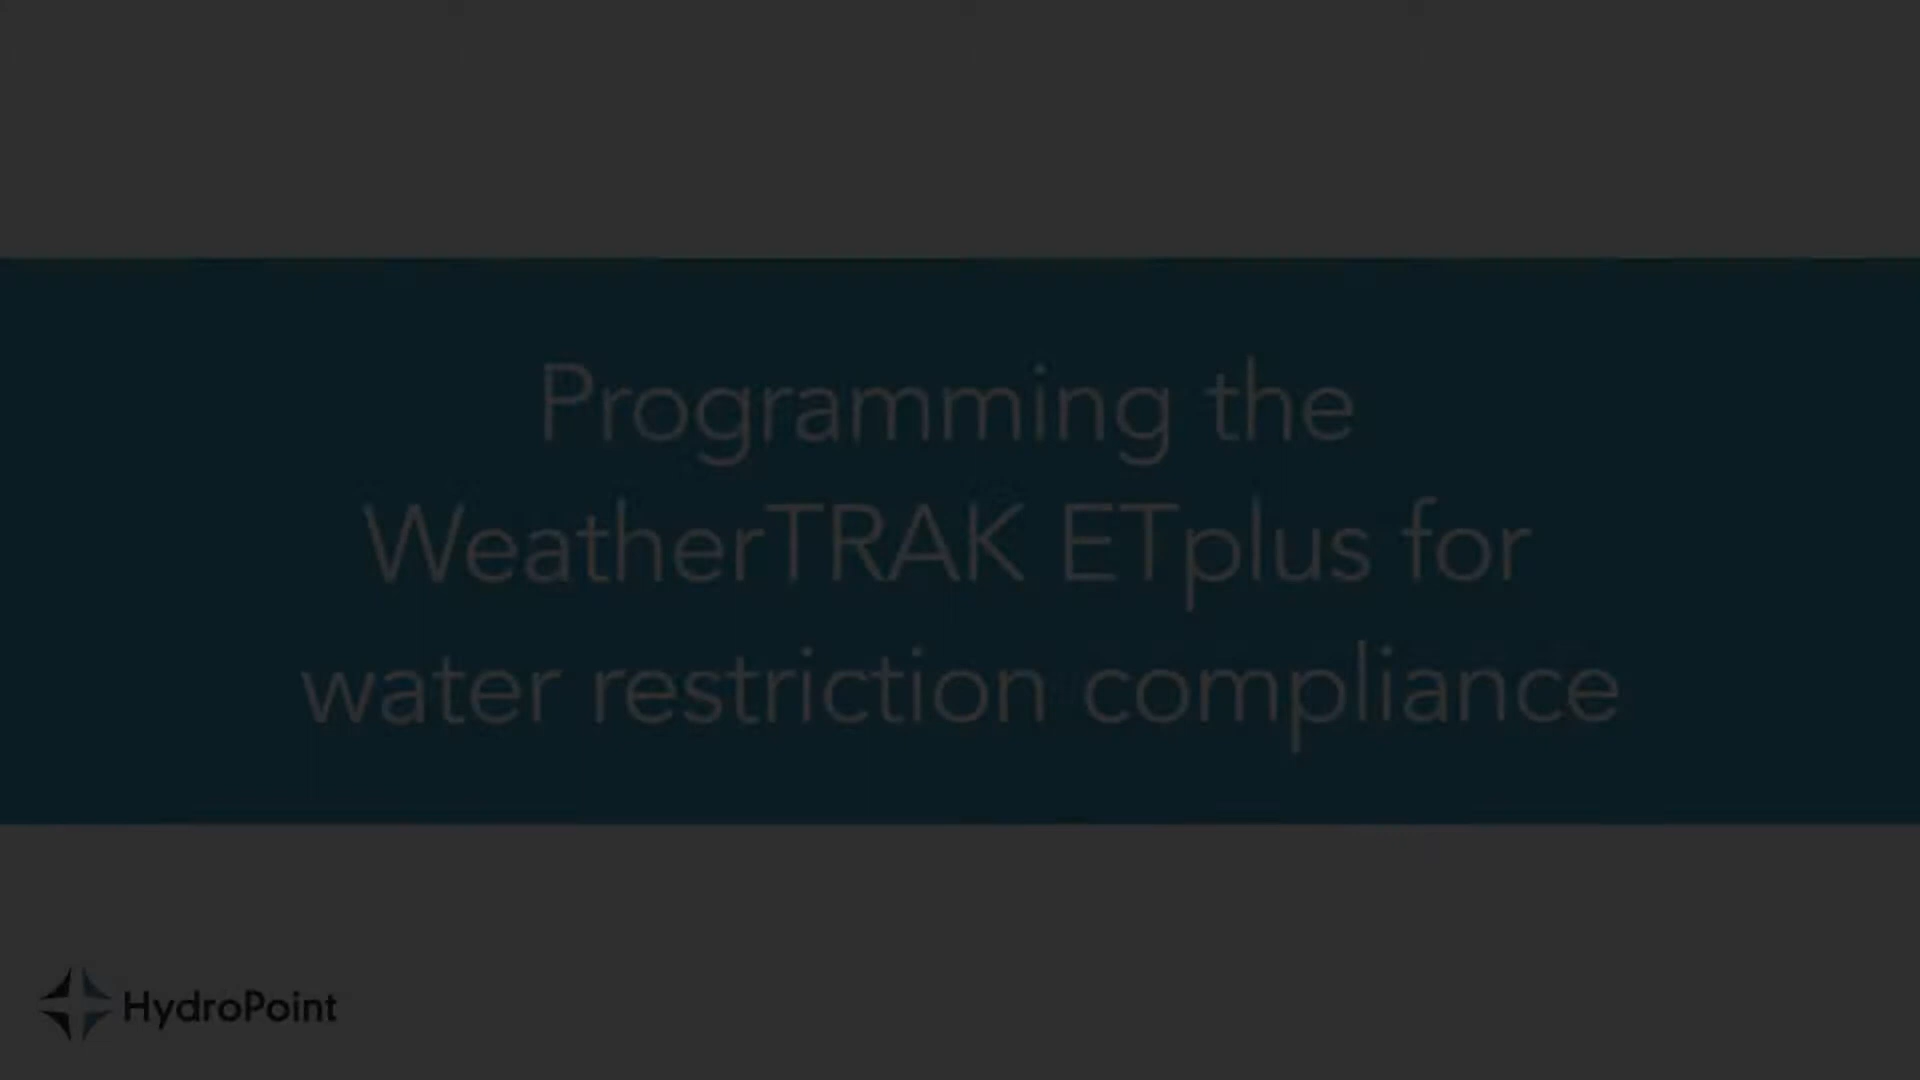 Programming the
WeatherTRAK ETplus for
water restriction compliance
HydroPoint